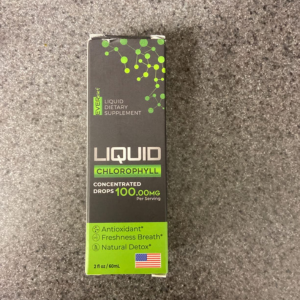 LIQUID
DIETARY
SUPPLEMENT
LIQUID
CHLOROPHYLL
CONCENTRATED
DROPS 100.00MG
Per Serving
Antioxidant*
Freshness Breath*
Natural Detox*
2 fl oz / 60mL